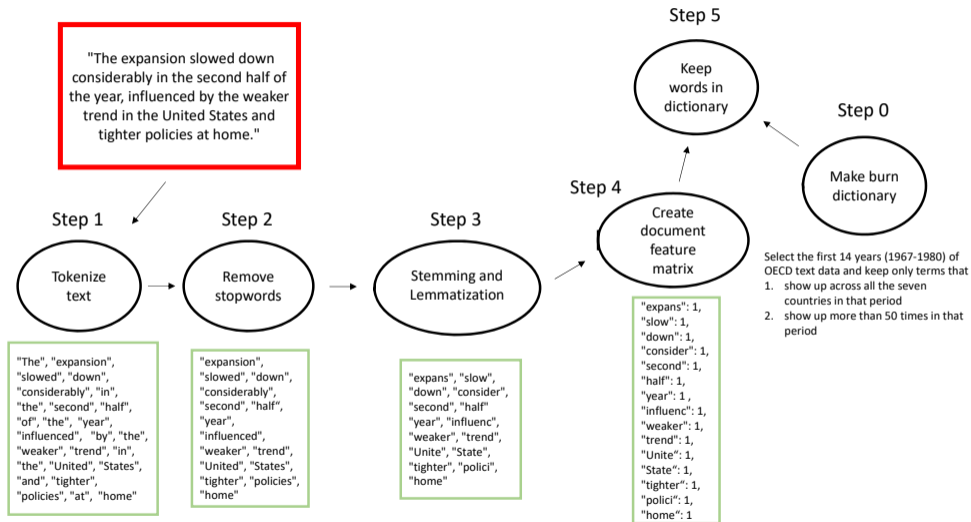 "The expansion slowed down
considerably in the second half of
the year, influenced by the weaker
trend in the United States and
tighter policies at home."
Step 1
Tokenize
text
"The", "expansion",
"slowed", "down",
"considerably", "in",
"the", "second", "half",
"of", "the", "year",
"influenced", "by", "the",
"weaker", "trend", "in",
"the", "United", "States",
"and", "tighter",
"policies", "at", "home"
Step 2
Remove
stopwords
"expansion",
"slowed", "down",
"considerably",
"second", "half",
"year",
"influenced",
"weaker", "trend",
"United", "States",
"tighter", "policies",
"home"
Step 3
Stemming and
Lemmatization
"expans", "slow",
"down", "consider",
"second", "half"
"year", "influenc",
"weaker", "trend",
"Unite", "State",
"tighter", "polici",
"home"
Step 4
Create
document
feature
matrix
"expans": 1,
"slow": 1,
"down": 1,
"consider": 1,
"second": 1,
"half": 1,
"year": 1 ,
"influenc": 1,
"weaker": 1,
"trend": 1,
"Unite": 1,
"State": 1,
"tighter": 1,
"polici": 1,
"home": 1
Step 5
Keep
words in
dictionary
Step 0
Make burn
dictionary
Select the first 14 years (1967-1980) of
OECD text data and keep only terms that
1. show up across all the seven
countries in that period
2. show up more than 50 times in that
period